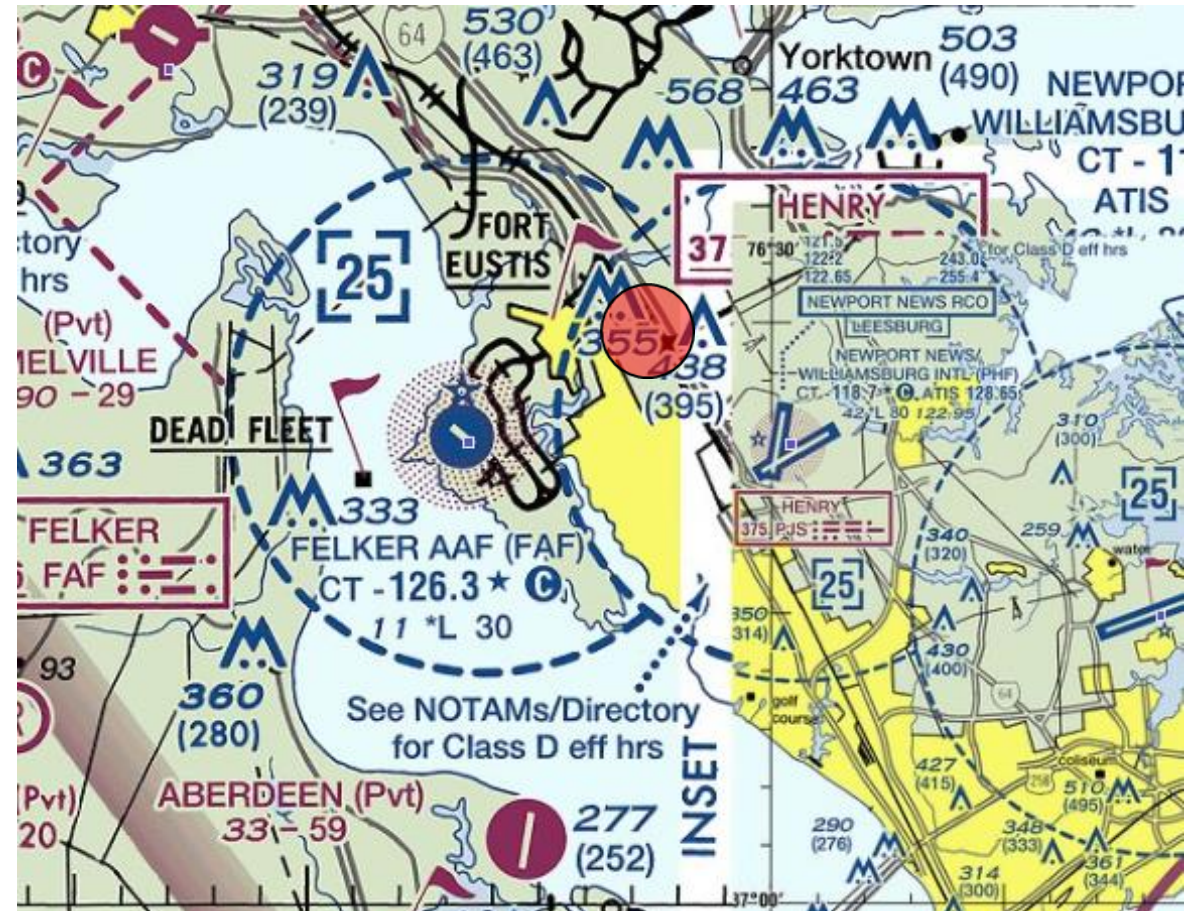 64
530
(463)
319
(239)
C
568
Yorktown
463
503
(490)
NEWPOR
WILLIAMSBU
CT - 1
ATIS
tory
hrs
(Pvt)
MELVILLE
90 - 29
25
FORT
EUSTIS
HENRY
37
76°30'
122.2
122.65
243.0
255.4
for Class D eff hrs
NEWPORT NEWS RCO
LEESBURG
NEWPORT NEWS/
WILLIAMSBURG INTL (PHF)
CT - 118.7 * C ATIS 128.65
42 *L 80 122.95
355
438
(395)
DEAD FLEET
363
333
FELKER
FAF
FELKER AAF (FAF)
CT - 126.3 ★ C
11 *L 30
HENRY
375 PJS
310
(300)
25
259
water
340
(320)
25
350
314)
430
(400)
93
360
(280)
See NOTAMs/Directory
for Class D eff hrs
INSET
golf
course
64
427
(415)
258
coliseum
510
(495)
R
(Pvt)
20
ABERDEEN (Pvt)
33 - 59
277
(252)
290
(276)
348
(333)
361
(344)
314
(300)
37°00'